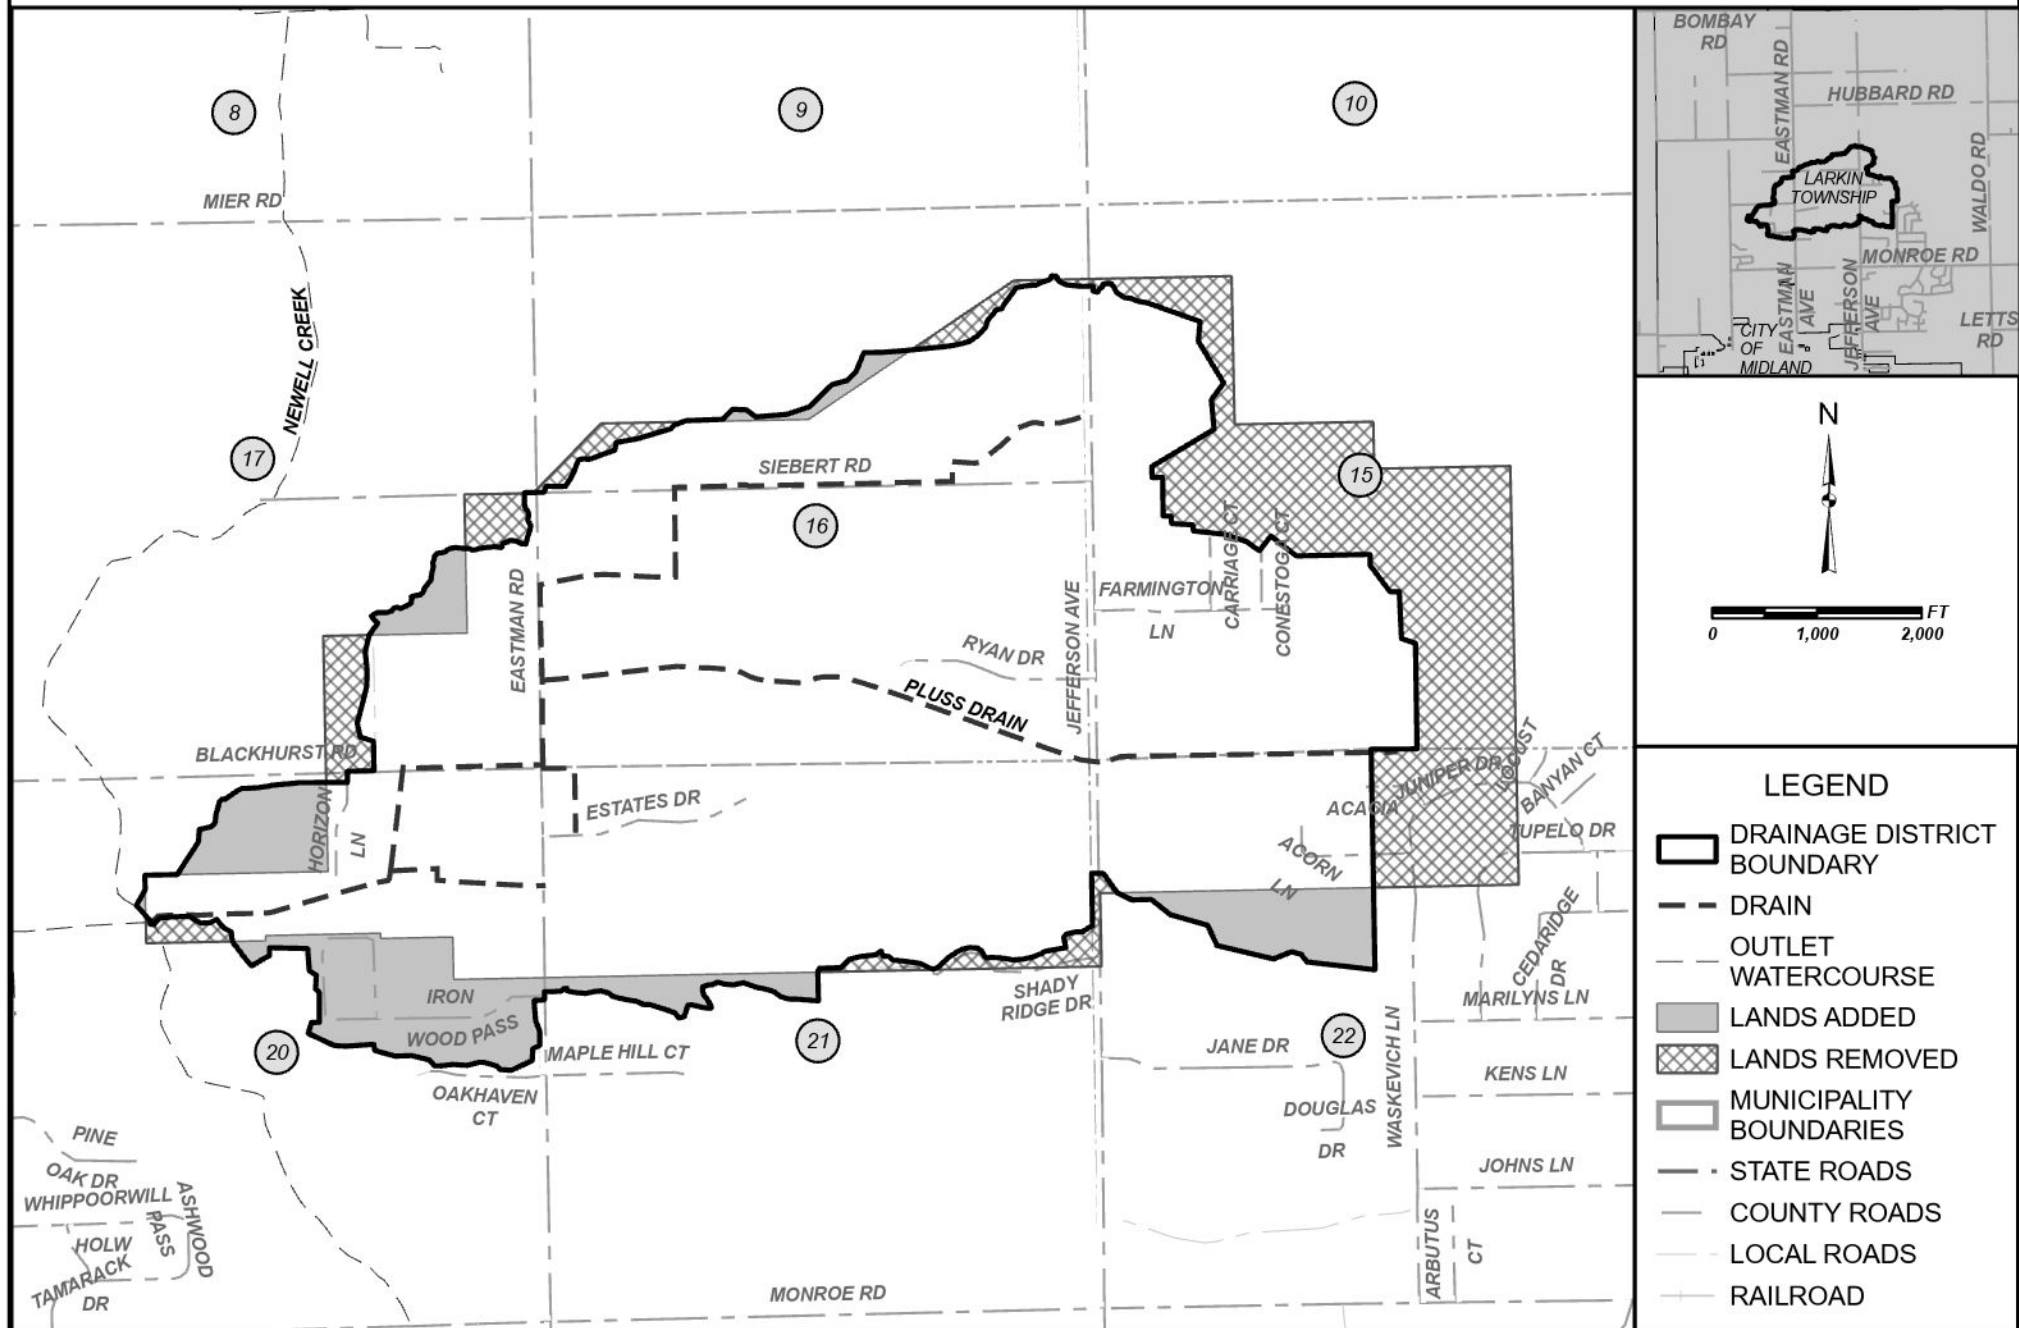 8
9
10
MIER RD
NEWELL CREEK
17
SIEBERT RD
15
16
EASTMAN RD
JEFFERSON AVE
FARMINGTON
LN
CARRIAGE CT
CONESTOGA CT
RYAN DR
PLUSS DRAIN
BLACKHURST RD
HORIZON
LN
ESTATES DR
ACACIA
JUNIPER DR
LOCUST
BANYAN CT
TUPELO DR
ACORN
LN
CEDARIDGE
DR
MARILYNS LN
IRON
WOOD PASS
SHADY
RIDGE DR
20
21
22
MAPLE HILL CT
OAKHAVEN
CT
JANE DR
WASKEVICH LN
KENS LN
DOUGLAS
DR
JOHNS LN
PINE
OAK DR
WHIPPOORWILL
PASS
ASHWOOD
HOLW
TAMARACK
DR
ARBUTUS
CT
MONROE RD
BOMBAY
RD
EASTMAN RD
HUBBARD RD
WALDO RD
LARKIN
TOWNSHIP
MONROE RD
EASTMAN
AVE
JEFFERSON
AVE
LETTS
RD
CITY
OF
MIDLAND
N
FT
0 1,000 2,000
LEGEND
DRAINAGE DISTRICT
BOUNDARY
DRAIN
OUTLET
WATERCOURSE
LANDS ADDED
LANDS REMOVED
MUNICIPALITY
BOUNDARIES
STATE ROADS
COUNTY ROADS
LOCAL ROADS
RAILROAD